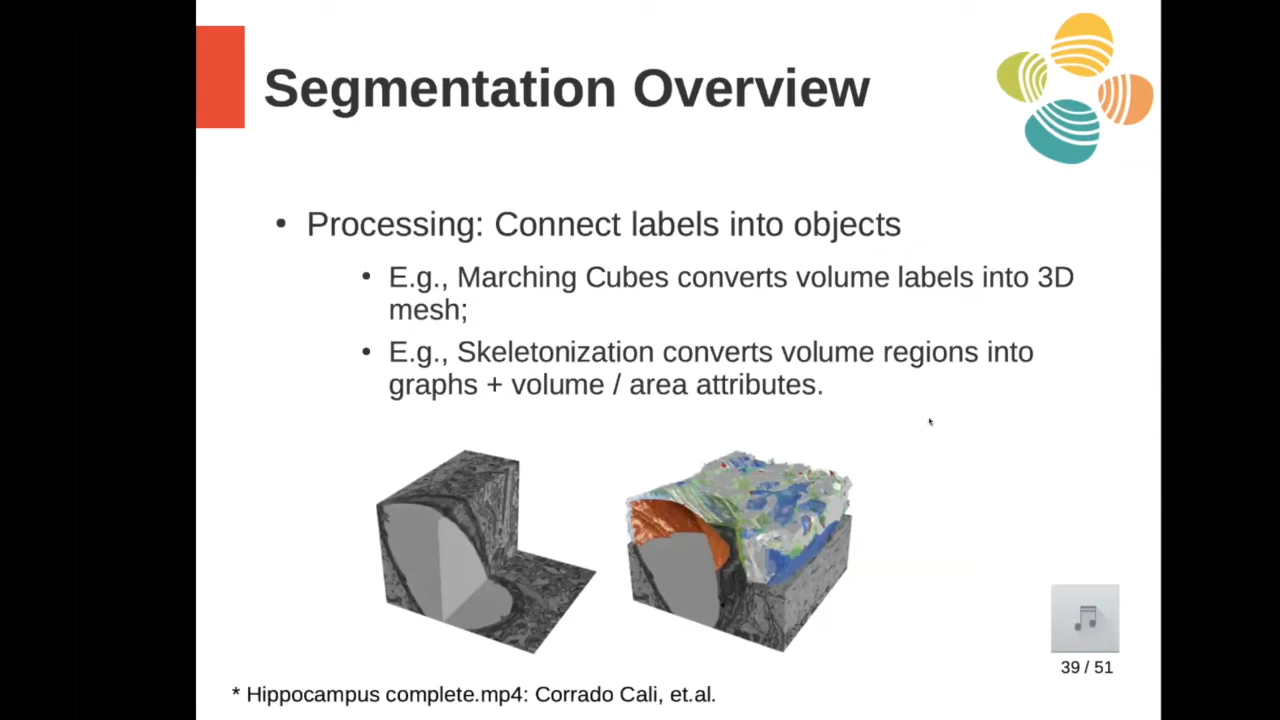 Segmentation Overview
• Processing: Connect labels into objects
• E.g., Marching Cubes converts volume labels into 3D
mesh;
• E.g., Skeletonization converts volume regions into
graphs + volume / area attributes.
39 / 51
* Hippocampus complete.mp4: Corrado Cali, et.al.